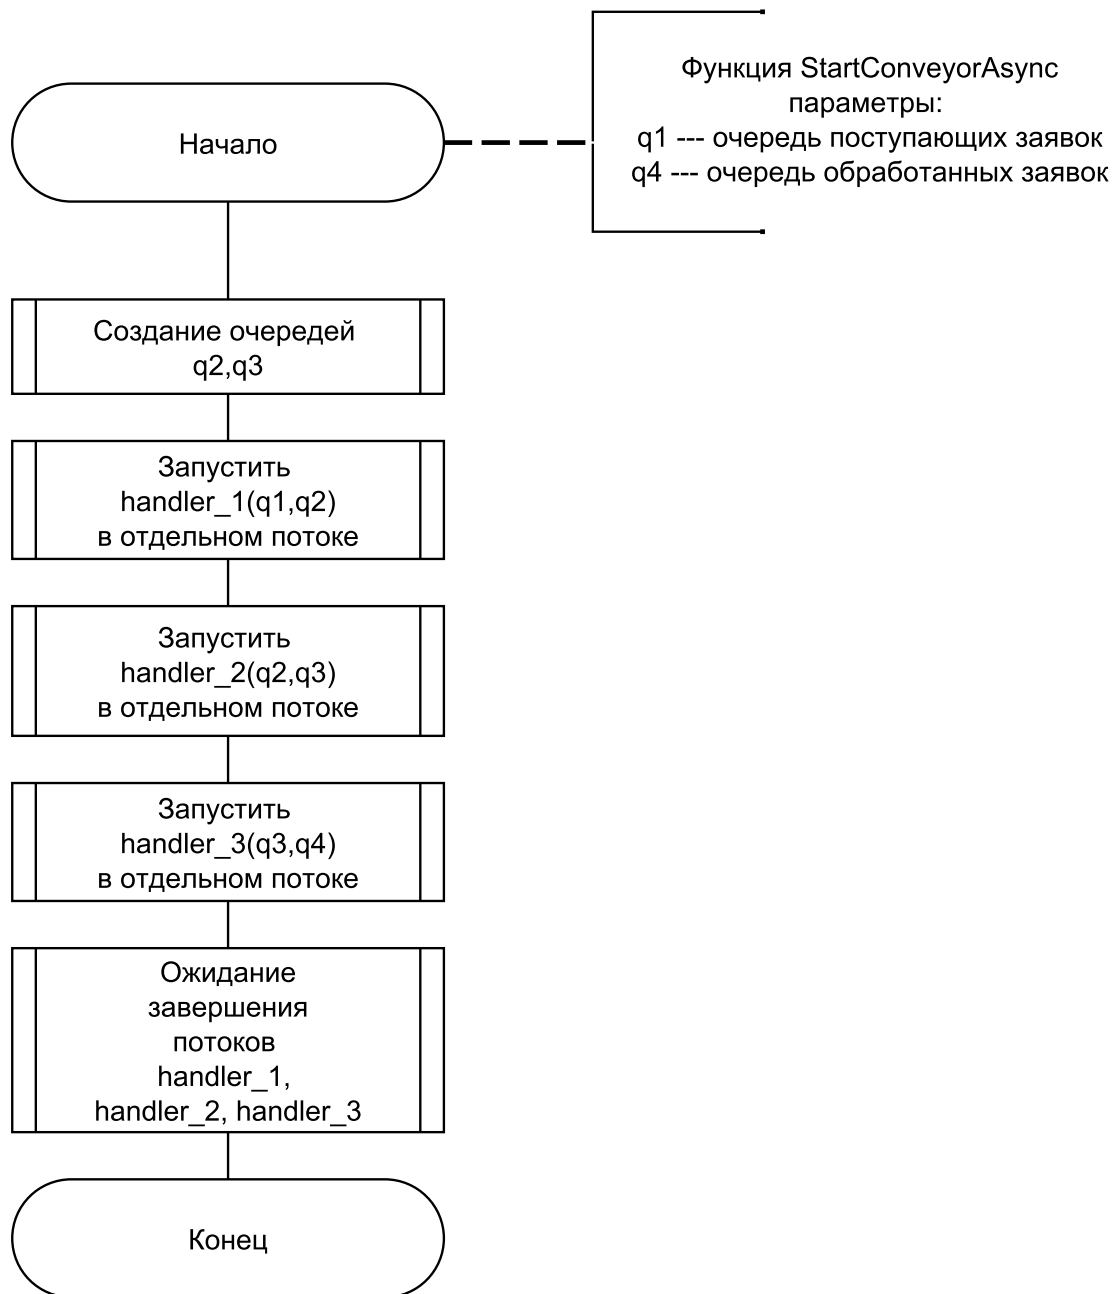 Начало
Функция StartConveyorAsync
параметры:
q1 --- очередь поступающих заявок
q4 --- очередь обработанных заявок
Создание очередей
q2,q3
Запустить
handler_1(q1,q2)
в отдельном потоке
Запустить
handler_2(q2,q3)
в отдельном потоке
Запустить
handler_3(q3,q4)
в отдельном потоке
Ожидание
завершения
потоков
handler_1,
handler_2, handler_3
Конец